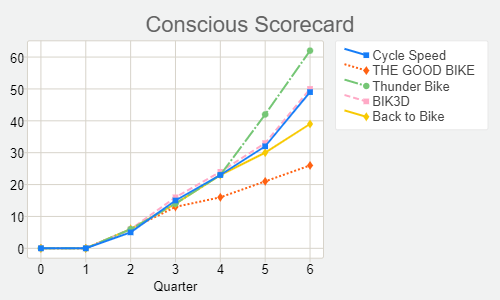 Conscious Scorecard
60
50
40
30
20
10
0
0 1 2 3 4 5 6
Quarter
Cycle Speed
THE GOOD BIKE
Thunder Bike
BIK3D
Back to Bike